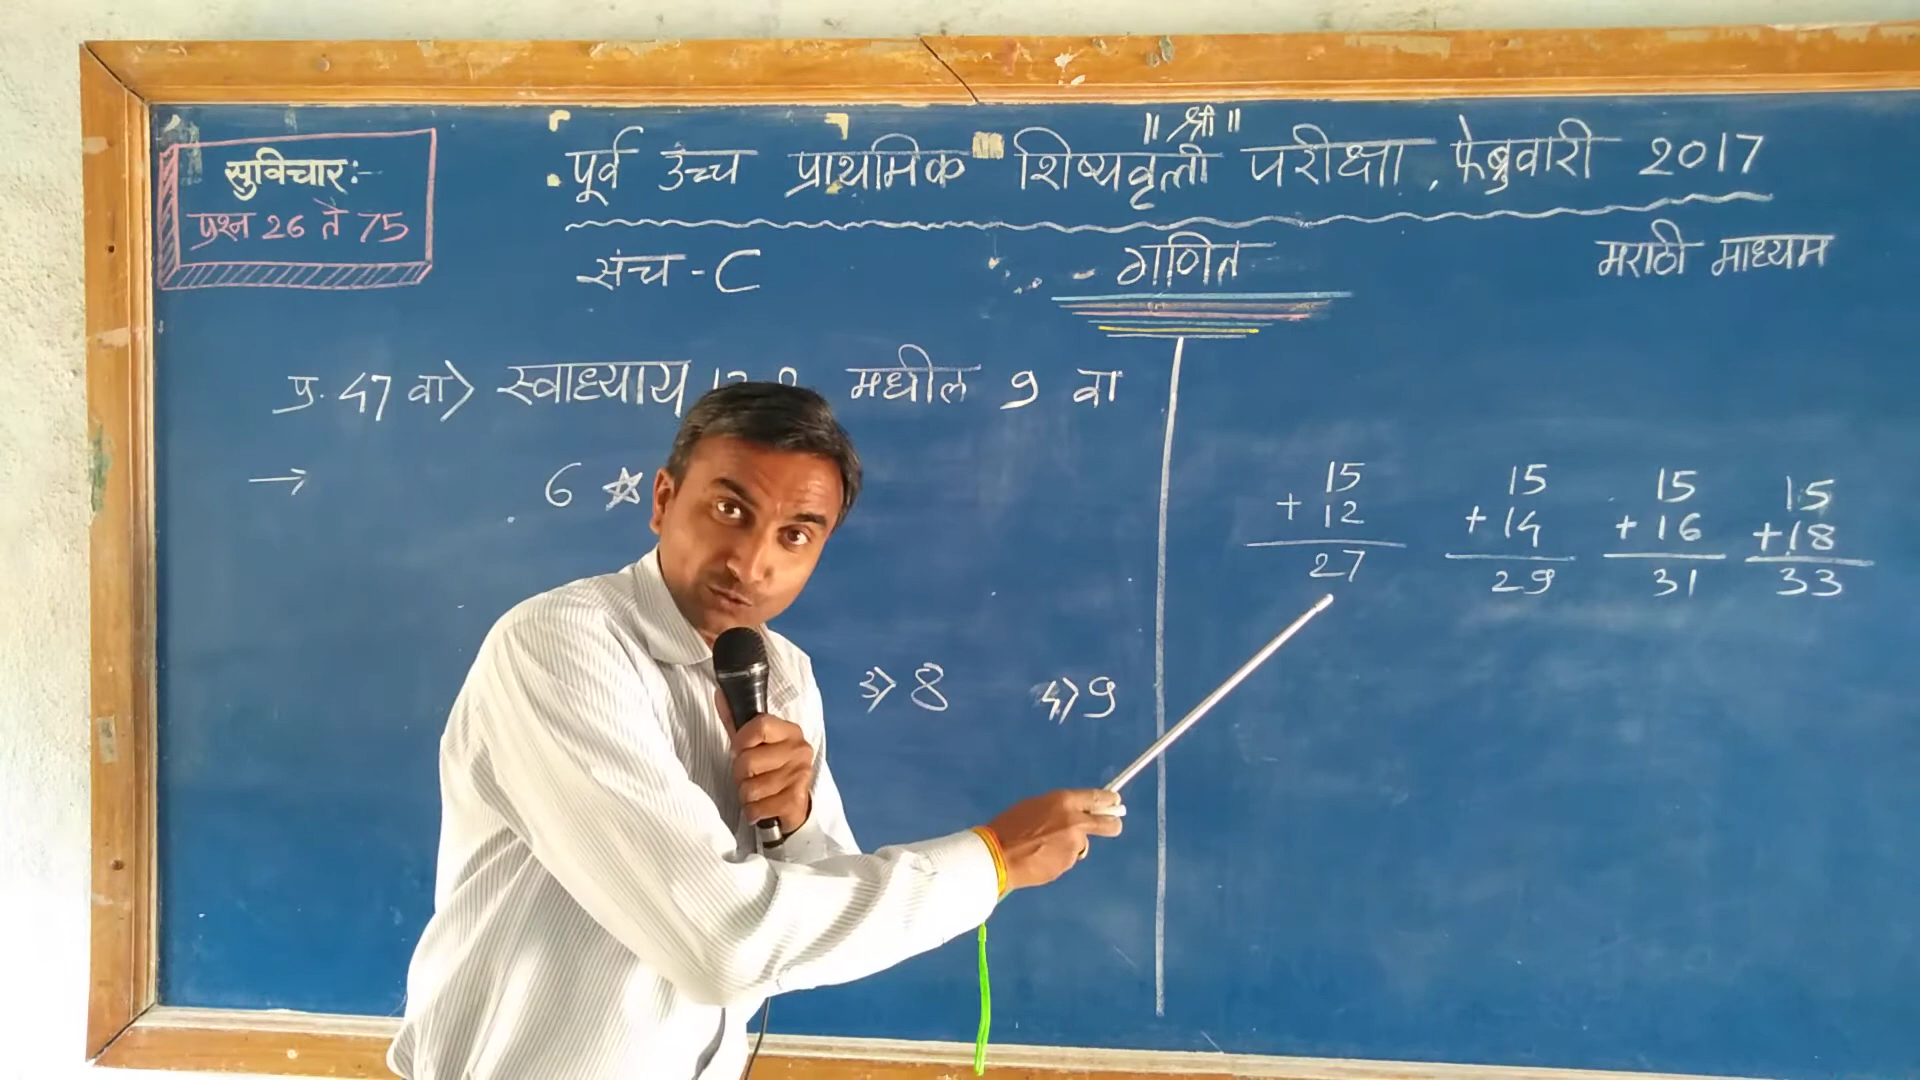 ॥ श्री ॥
सुविचार:-
प्रश्न 26 ते 75
पूर्व उच्च प्राथमिक शिष्यवृत्ती परीक्षा, फेब्रुवारी 2017
संच - C
गणित
मराठी माध्यम
प्र. 47 वा> स्वाध्याय मधील 9 वा
→ 6 ☆
3> 8 4> 9
15 15 15 15
+ 12 + 14 + 16 +18
27 29 31 33